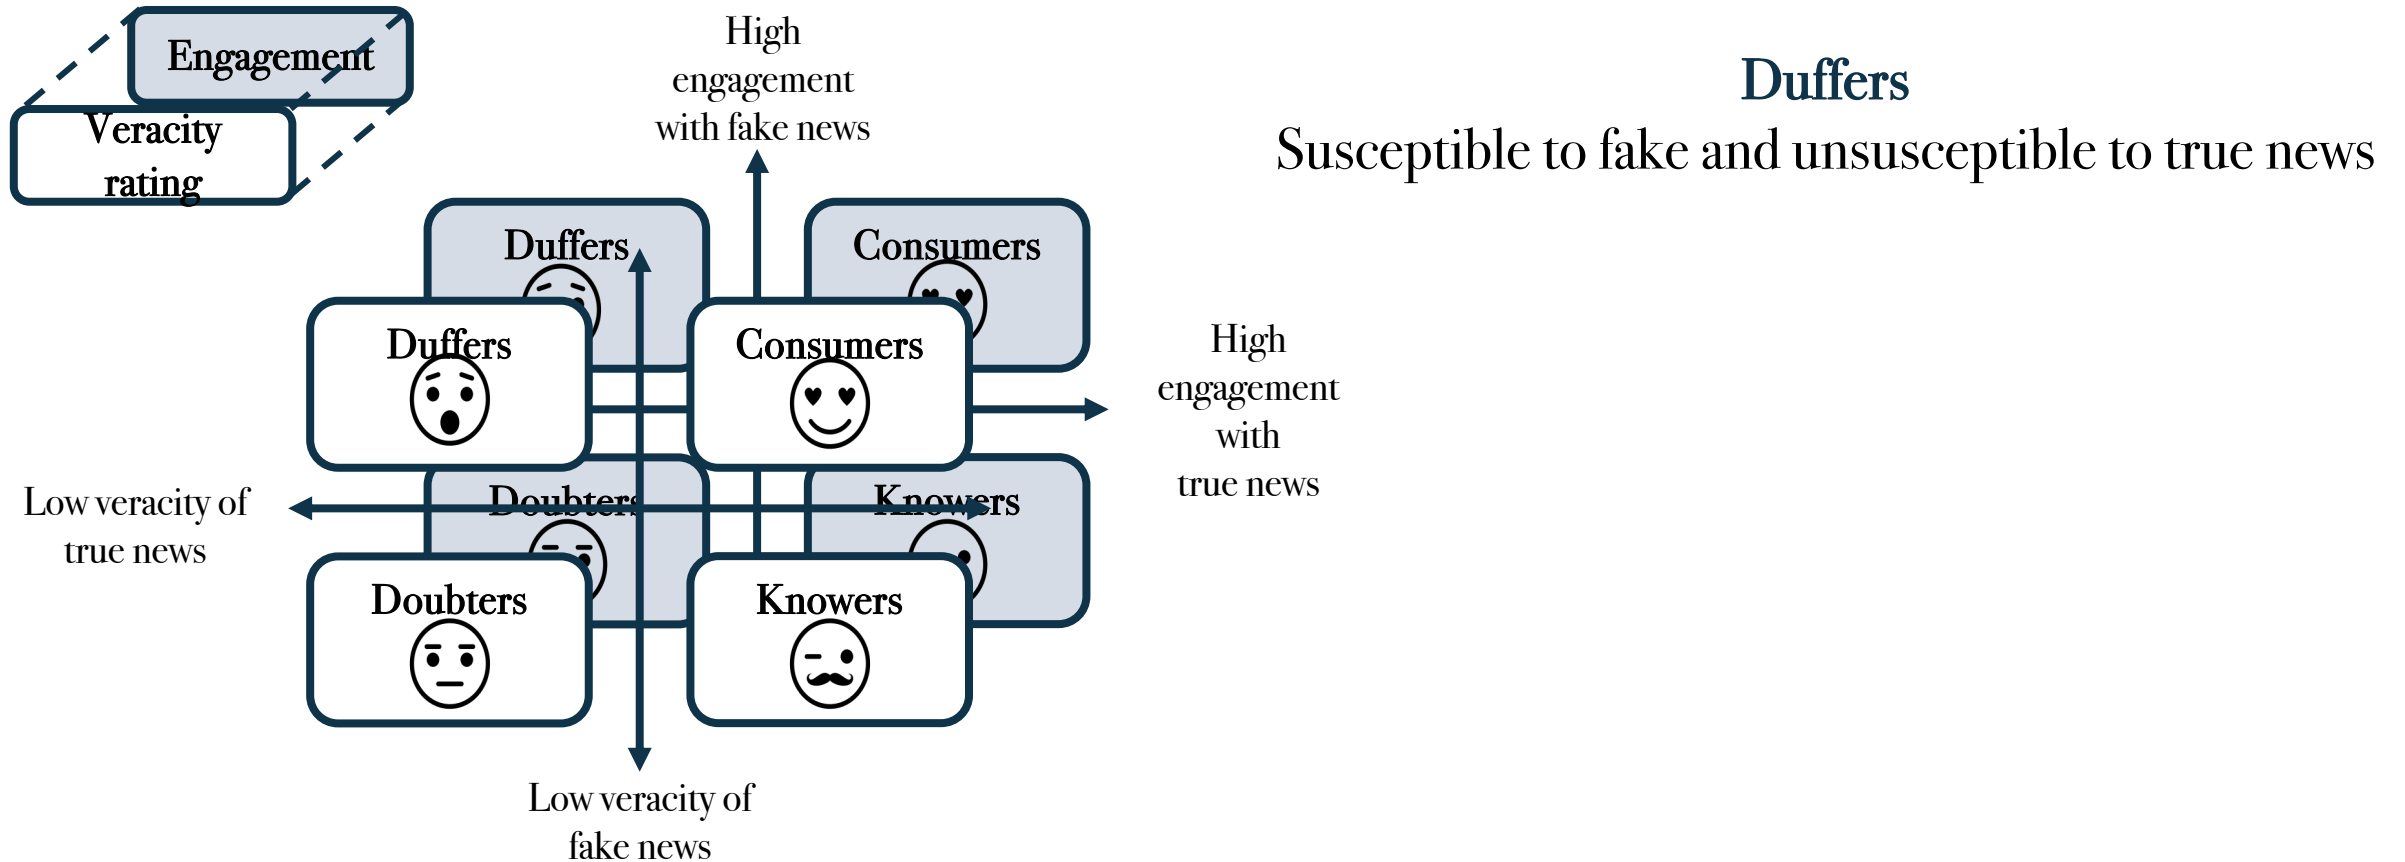 Engagement
Veracity
rating
High
engagement
with fake news
Duffers
Susceptible to fake and unsusceptible to true news
Duffers
Consumers
Duffers
Consumers
High
engagement
with
true news
Low veracity of
true news
Doubters
Knowers
Doubters
Knowers
Low veracity of
fake news